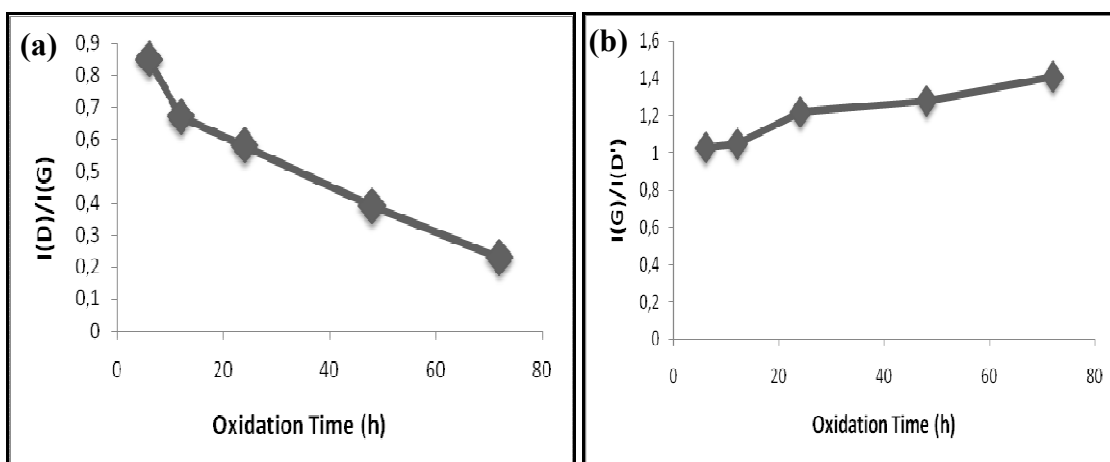 (a)
0,9
0,8
0,7
0,6
0,5
0,4
0,3
0,2
0,1
0
I(D)/I(G)
0 20 40 60 80
Oxidation Time (h)
(b)
1,6
1,4
1,2
1
0,8
0,6
0,4
0,2
0
I(G)/I(D')
0 20 40 60 80
Oxidation Time (h)